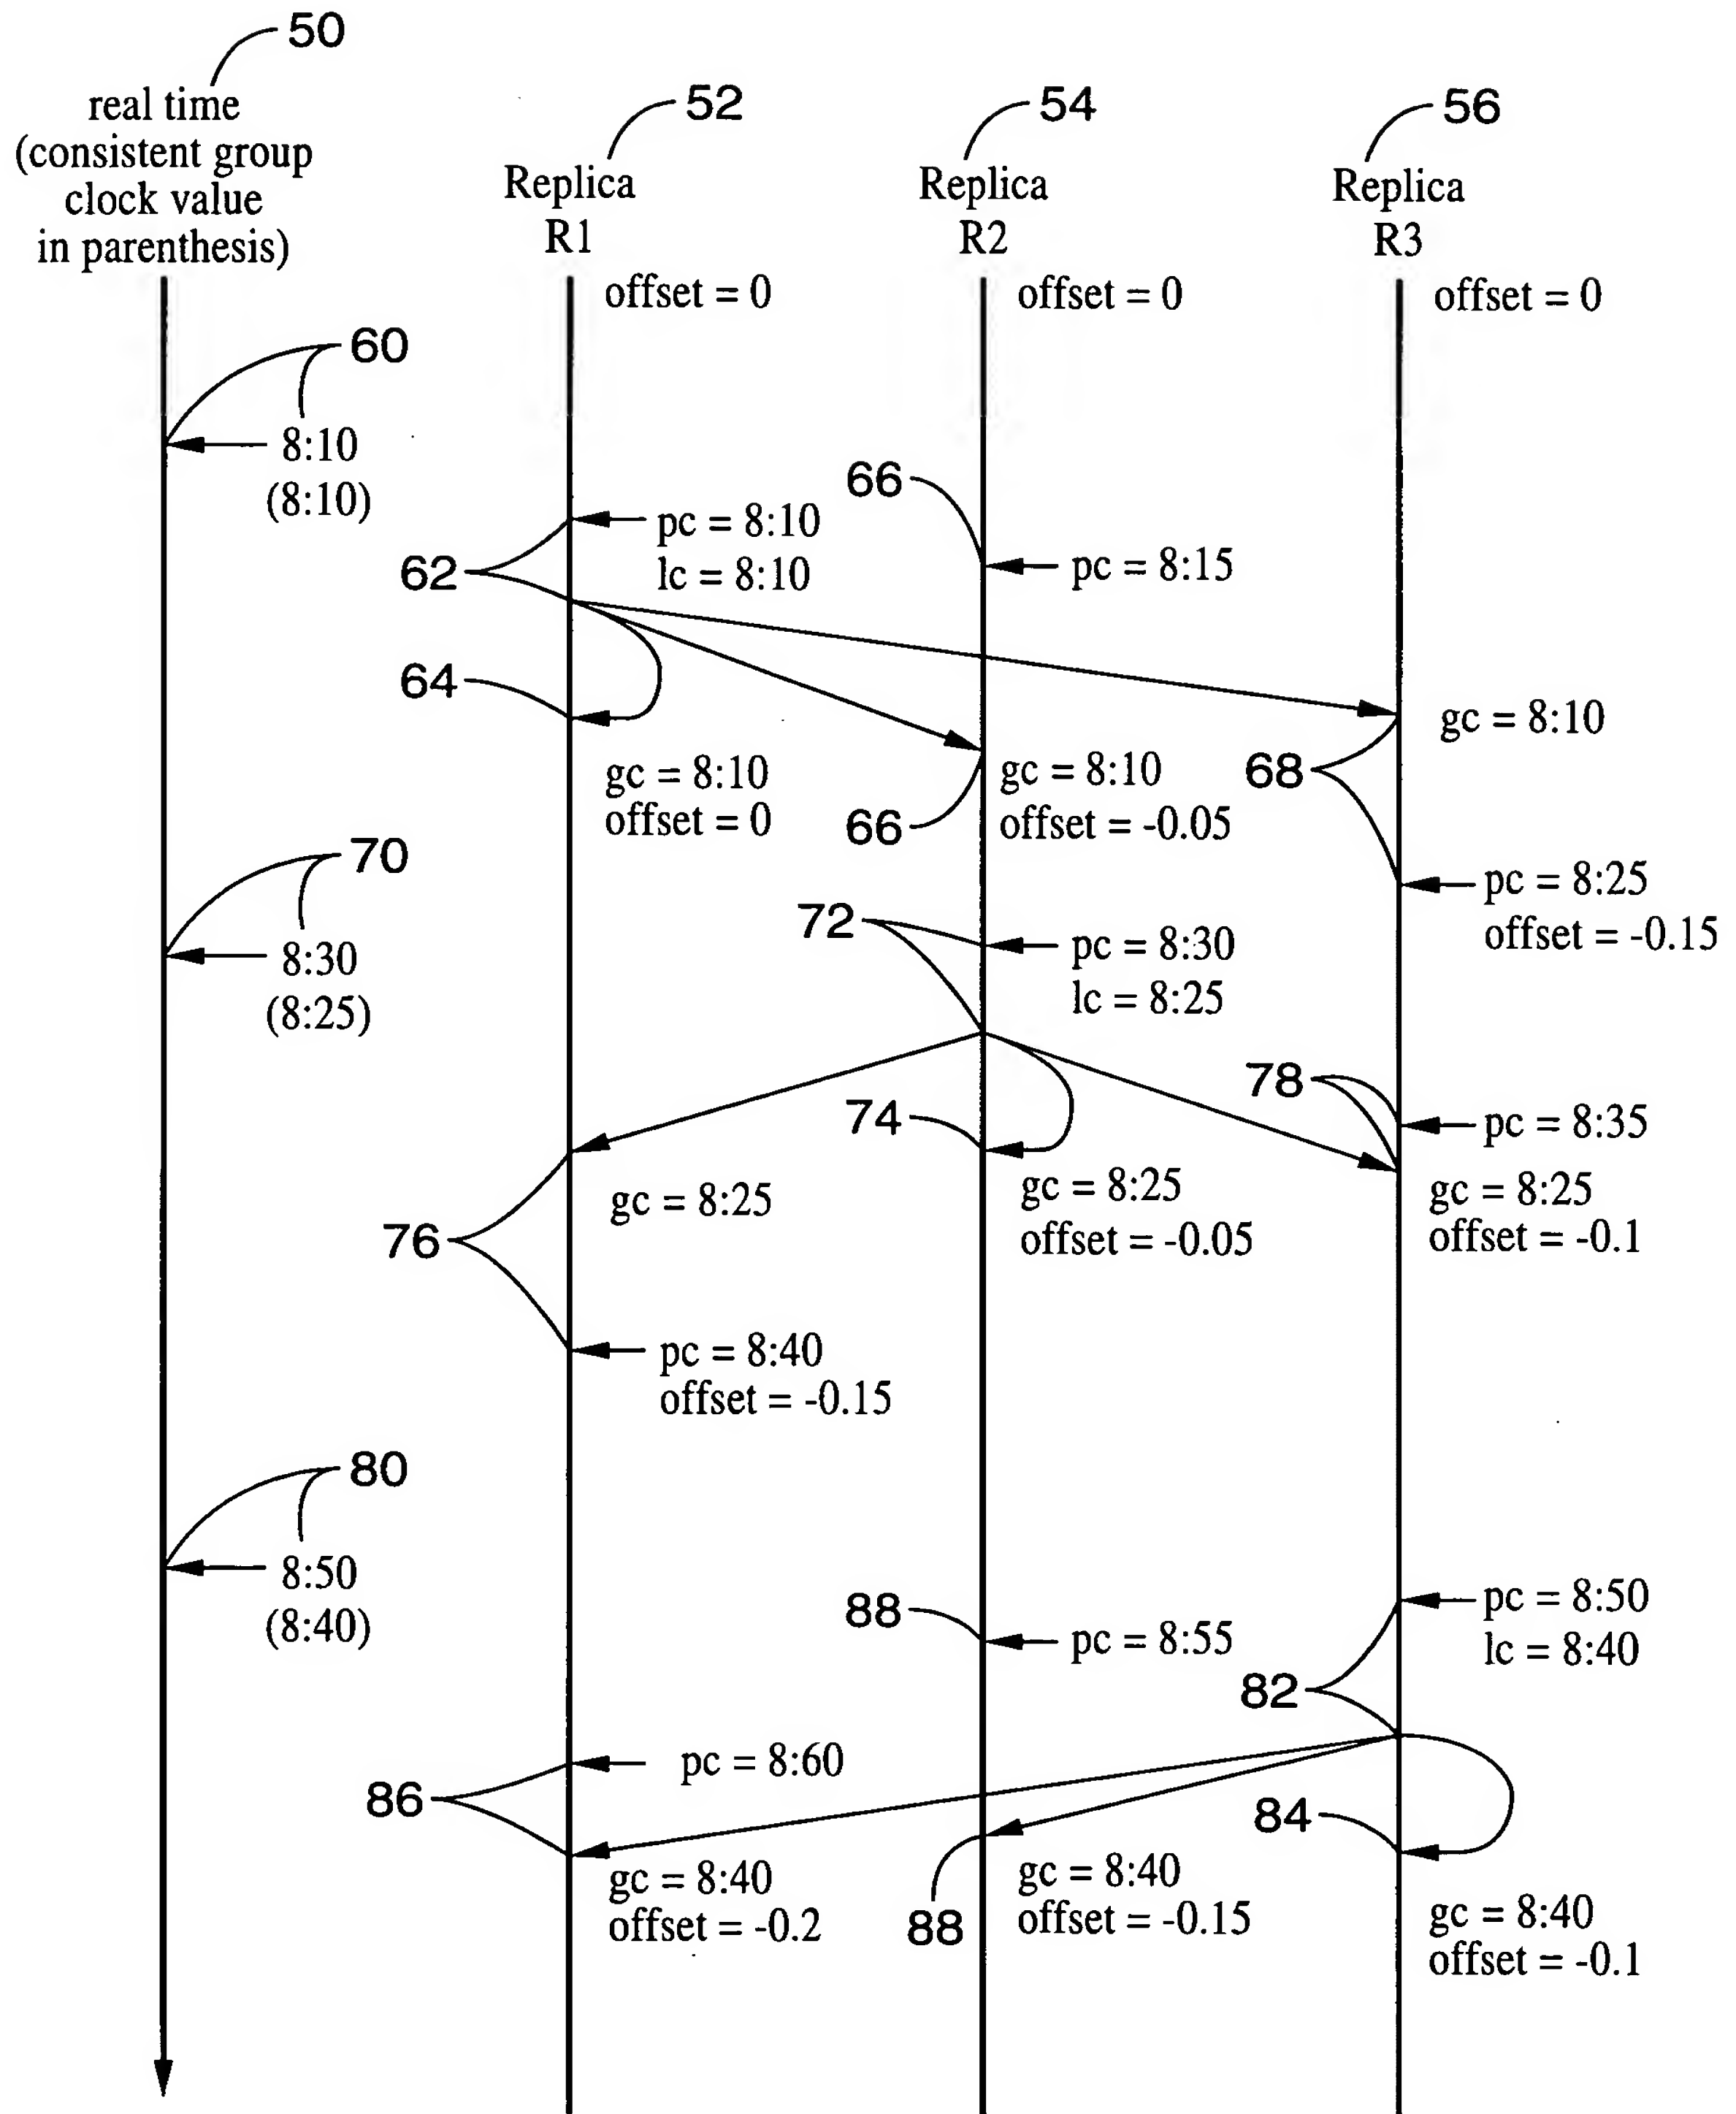 50
real time
(consistent group
clock value
in parenthesis)
52
Replica
R1
offset = 0
54
Replica
R2
offset = 0
56
Replica
R3
offset = 0
60
8:10
(8:10)
62
pc = 8:10
lc = 8:10
66
pc = 8:15
64
gc = 8:10
offset = 0
66
gc = 8:10
offset = -0.05
gc = 8:10
68
pc = 8:25
offset = -0.15
70
8:30
(8:25)
72
pc = 8:30
lc = 8:25
74
gc = 8:25
offset = -0.05
78
pc = 8:35
gc = 8:25
offset = -0.1
76
gc = 8:25
pc = 8:40
offset = -0.15
80
8:50
(8:40)
88
pc = 8:55
pc = 8:50
lc = 8:40
82
86
pc = 8:60
gc = 8:40
offset = -0.2
88
gc = 8:40
offset = -0.15
84
gc = 8:40
offset = -0.1